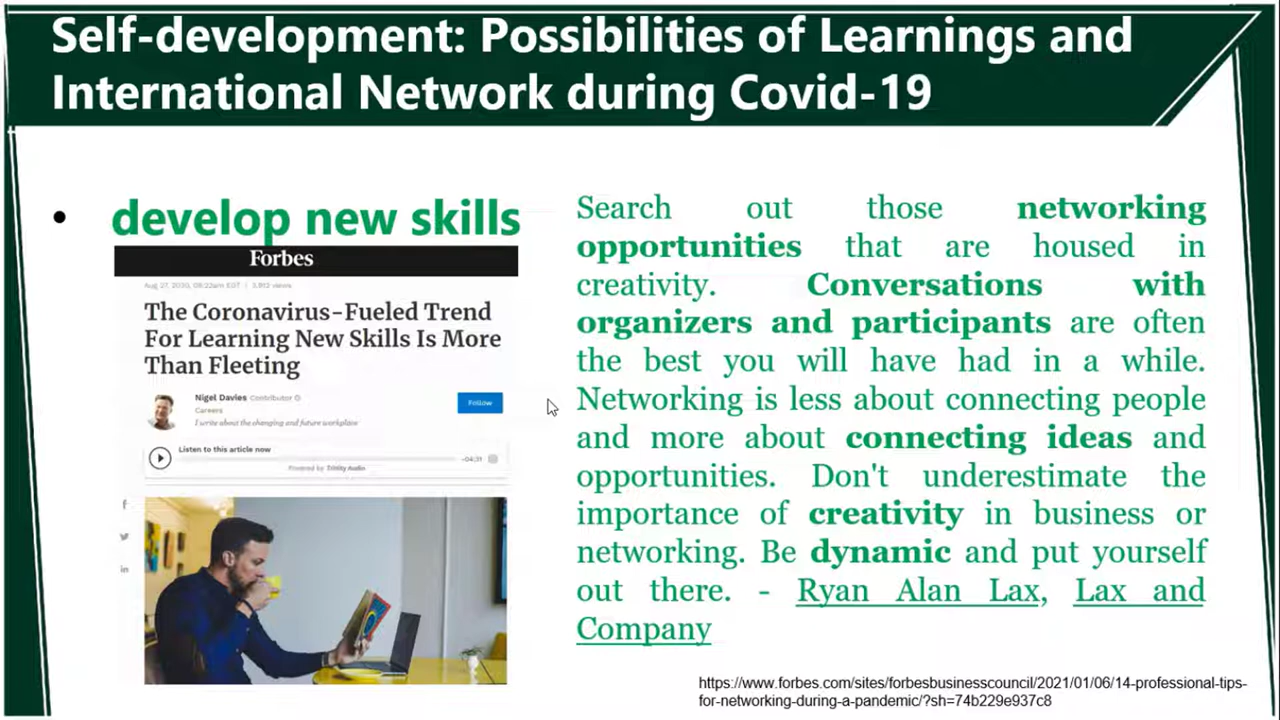 Self-development: Possibilities of Learnings and
International Network during Covid-19
• develop new skills
Forbes
Aug 27, 2020, 08:22am EST | 3,913 views
The Coronavirus-Fueled Trend
For Learning New Skills Is More
Than Fleeting
Nigel Davies Contributor
Careers
I write about the changing and future workplace
Follow
Listen to this article now
-04:31
Powered by Trinity Audio
Search out those networking
opportunities that are housed in
creativity. Conversations with
organizers and participants are often
the best you will have had in a while.
Networking is less about connecting people
and more about connecting ideas and
opportunities. Don't underestimate the
importance of creativity in business or
networking. Be dynamic and put yourself
out there. - Ryan Alan Lax, Lax and
Company
https://www.forbes.com/sites/forbesbusinesscouncil/2021/01/06/14-professional-tips-
for-networking-during-a-pandemic/?sh=74b229e937c8